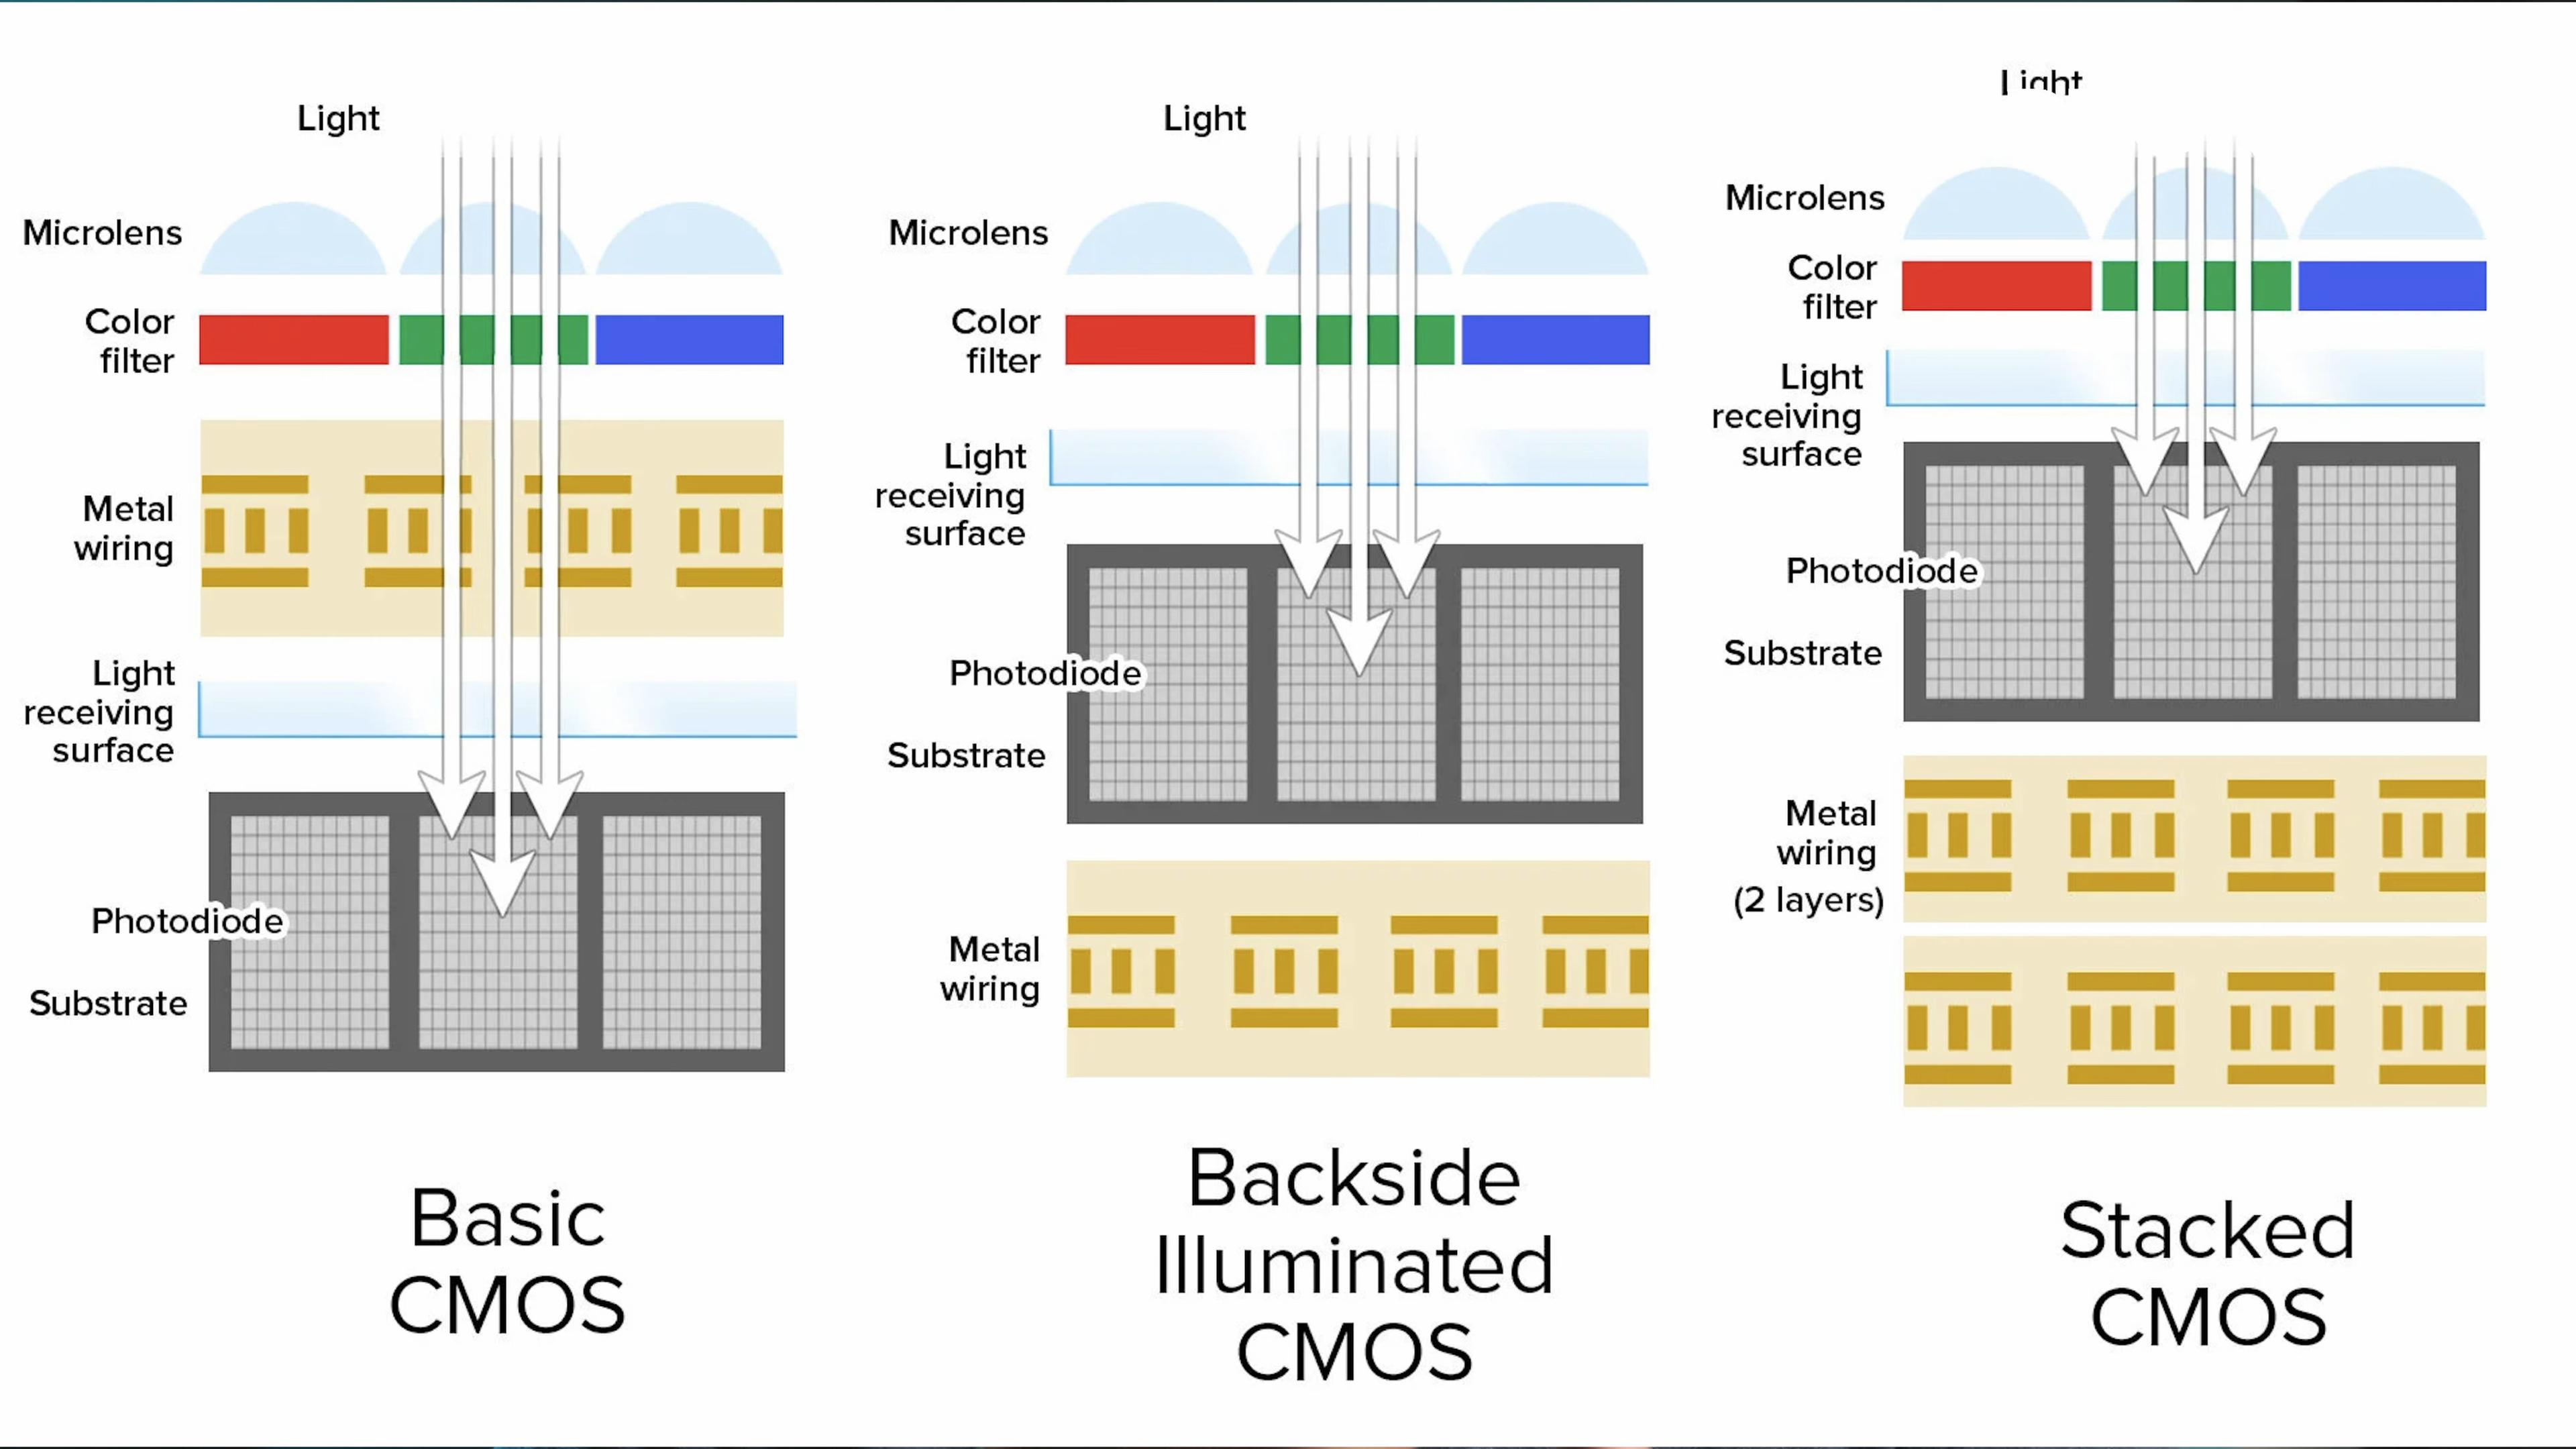 Light
Microlens
Color
filter
Metal
wiring
Light
receiving
surface
Photodiode
Substrate
Basic
CMOS
Light
Microlens
Color
filter
Light
receiving
surface
Photodiode
Substrate
Metal
wiring
Backside
Illuminated
CMOS
Light
Microlens
Color
filter
Light
receiving
surface
Photodiode
Substrate
Metal
wiring
(2 layers)
Stacked
CMOS